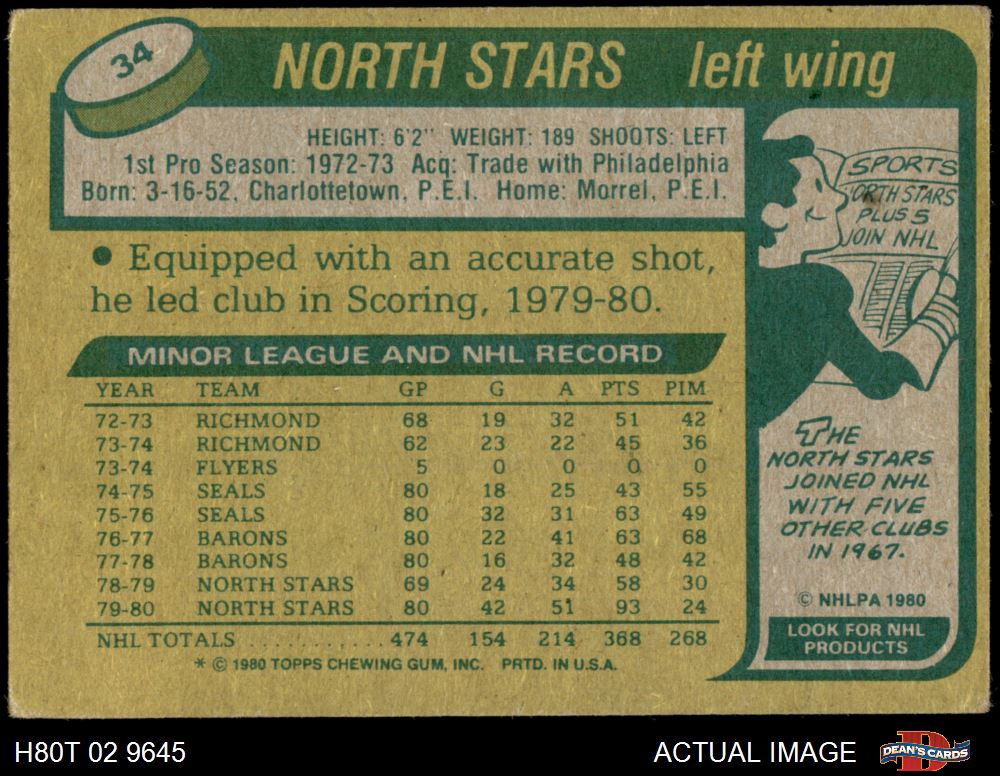 34
NORTH STARS left wing
HEIGHT: 6'2" WEIGHT: 189 SHOOTS: LEFT
1st Pro Season: 1972-73 Acq: Trade with Philadelphia
Born: 3-16-52, Charlottetown, P.E.I. Home: Morrel, P.E.I.
• Equipped with an accurate shot,
he led club in Scoring, 1979-80.
MINOR LEAGUE AND NHL RECORD
YEAR TEAM GP G A PTS PIM
72-73 RICHMOND 68 19 32 51 42
73-74 RICHMOND 62 23 22 45 36
73-74 FLYERS 5 0 0 0 0
74-75 SEALS 80 18 25 43 55
75-76 SEALS 80 32 31 63 49
76-77 BARONS 80 22 41 63 68
77-78 BARONS 80 16 32 48 42
78-79 NORTH STARS 69 24 34 58 30
79-80 NORTH STARS 80 42 51 93 24
NHL TOTALS ............ 474 154 214 368 268
* © 1980 TOPPS CHEWING GUM, INC. PRTD. IN U.S.A.
SPORTS
ORTH STARS
PLUS 5
JOIN NHL
THE
NORTH STARS
JOINED NHL
WITH FIVE
OTHER CLUBS
IN 1967.
© NHLPA 1980
LOOK FOR NHL
PRODUCTS
H80T 02 9645
ACTUAL IMAGE
D
DEAN'S CARDS